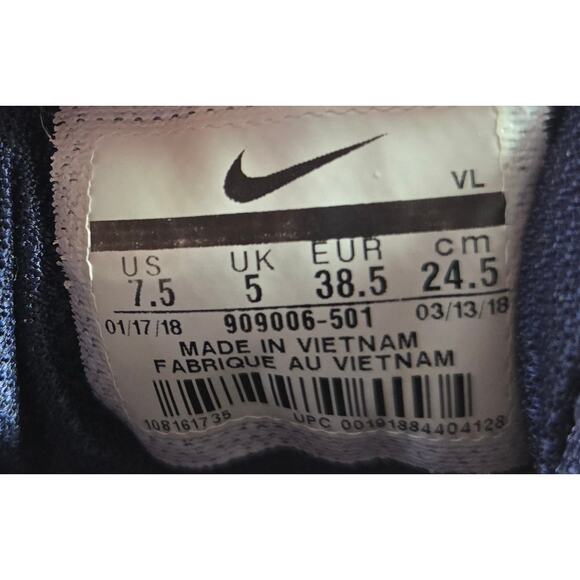 VL
US UK EUR cm
7.5 5 38.5 24.5
01/17/18 909006-501 03/13/18
MADE IN VIETNAM
FABRIQUE AU VIETNAM
108161735 UPC 00191884404128